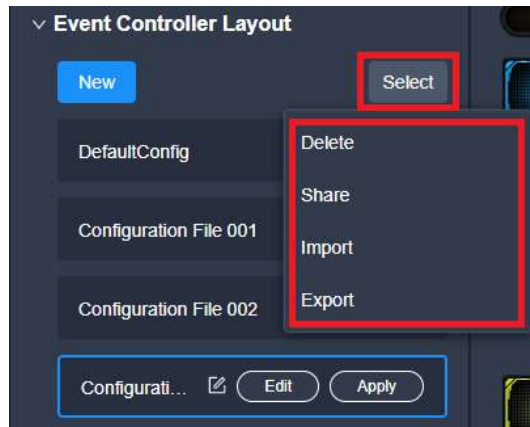 Event Controller Layout
New
Select
DefaultConfig
Delete
Share
Configuration File 001
Import
Configuration File 002
Export
Configurati...
Edit
Apply